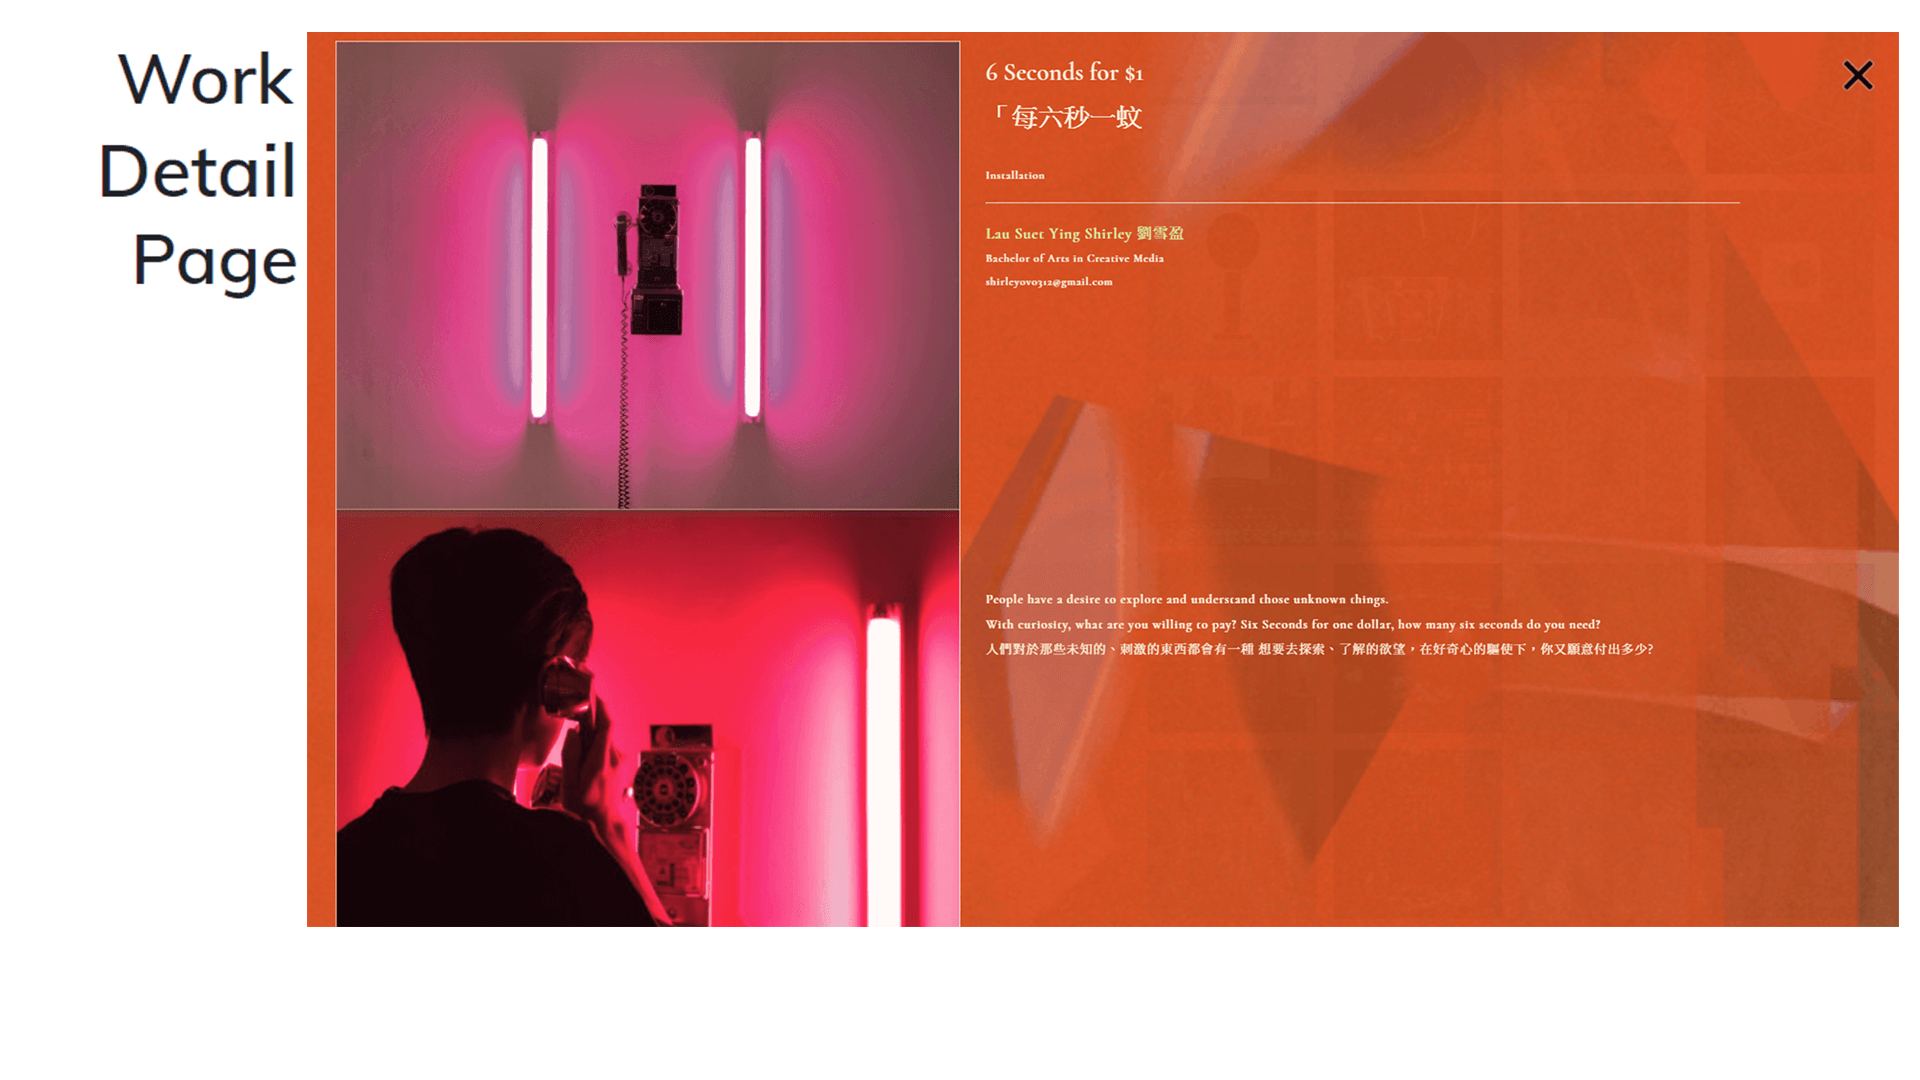 Work
Detail
Page
6 Seconds for $1
「每六秒一蚊
Installation
Lau Suet Ying Shirley 劉雪盈
Bachelor of Arts in Creative Media
shirleyovo312@gmail.com
People have a desire to explore and understand those unknown things.
With curiosity, what are you willing to pay? Six Seconds for one dollar, how many six seconds do you need?
人們對於那些未知的、刺激的東西都會有一種 想要去探索、了解的欲望，在好奇心的驅使下，你又願意付出多少?